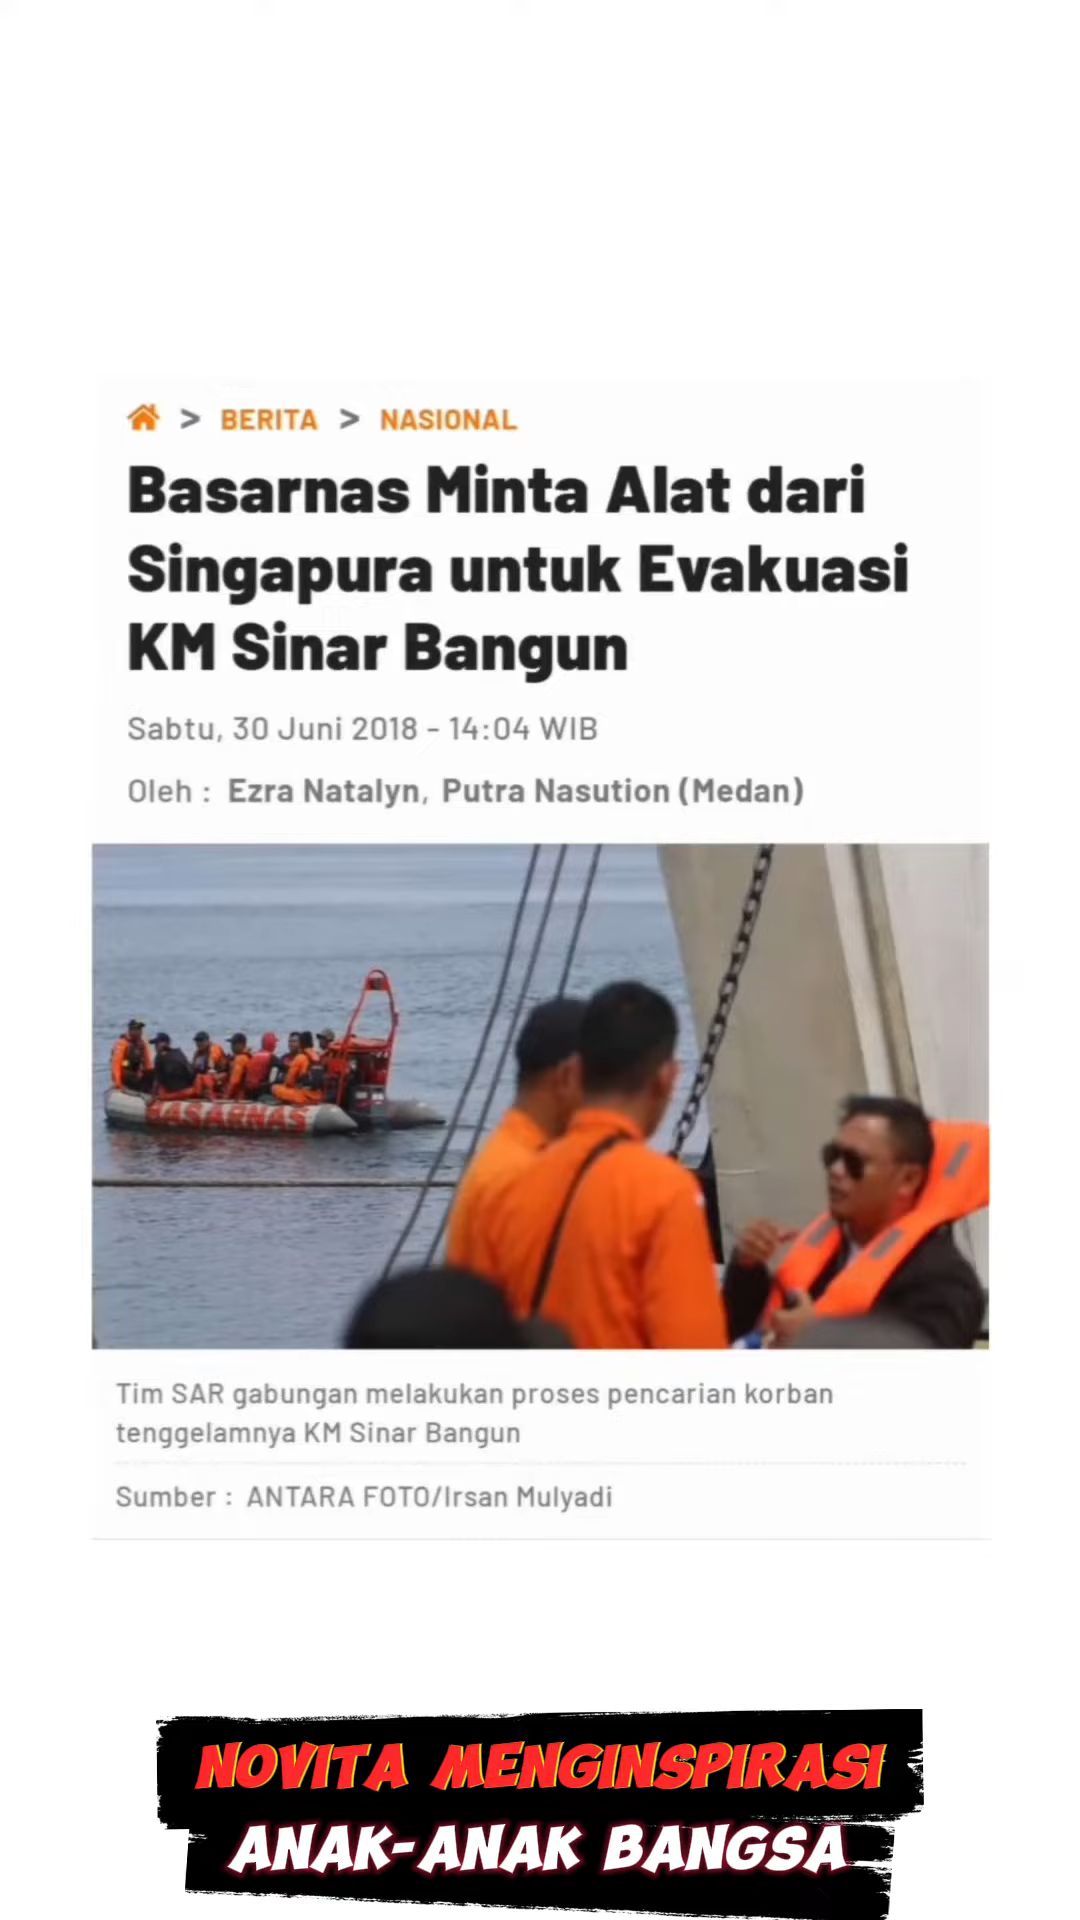 > BERITA > NASIONAL
Basarnas Minta Alat dari
Singapura untuk Evakuasi
KM Sinar Bangun
Sabtu, 30 Juni 2018 - 14:04 WIB
Oleh : Ezra Natalyn, Putra Nasution (Medan)
BASARNAS
Tim SAR gabungan melakukan proses pencarian korban
tenggelamnya KM Sinar Bangun
Sumber : ANTARA FOTO/Irsan Mulyadi
NOVITA MENGINSPIRASI
ANAK-ANAK BANGSA